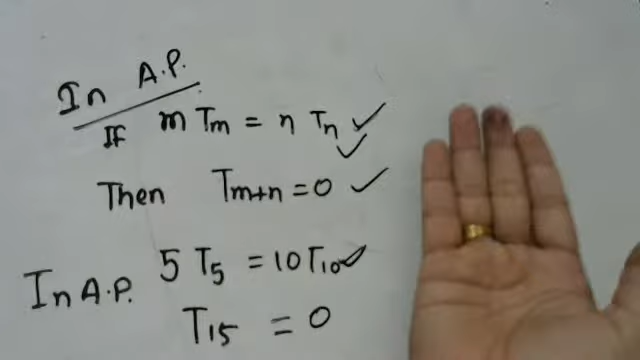 In A.P.
IF m Tm = n Tn ✓
✓
Then Tm+n = 0 ✓
In A.P. 5 T5 = 10 T10 ✓
T15 = 0